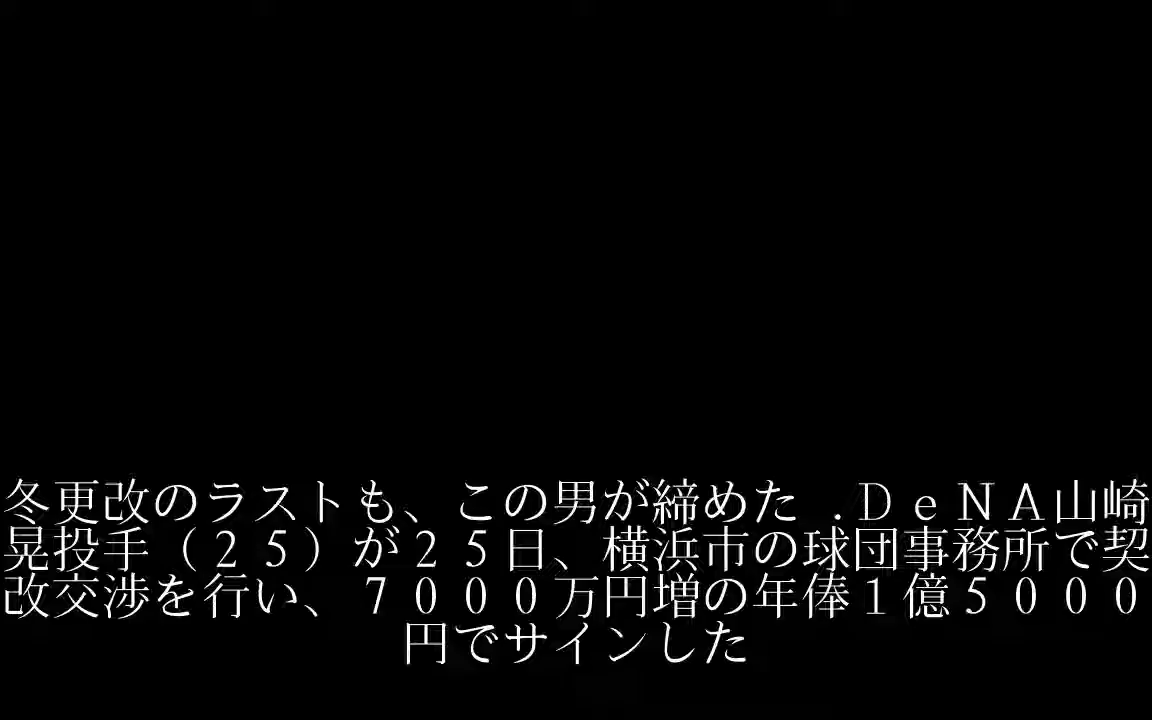 冬更改のラストも、この男が締めた .ＤｅＮＡ山崎
晃投手（２５）が２５日、横浜市の球団事務所で契
改交渉を行い、７０００万円増の年俸１億５０００
円でサインした